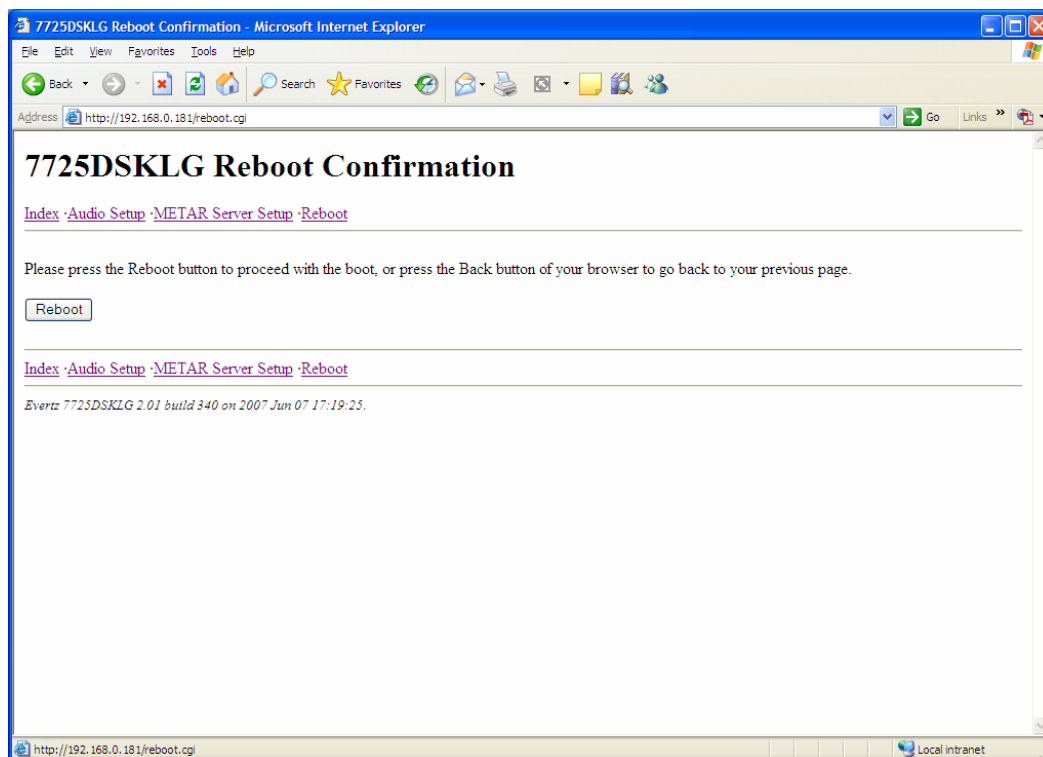 7725DSKLG Reboot Confirmation - Microsoft Internet Explorer
File Edit View Favorites Tools Help
Back Search Favorites
Address http://192.168.0.181/reboot.cgi Go Links »
7725DSKLG Reboot Confirmation
Index ·Audio Setup ·METAR Server Setup ·Reboot
Please press the Reboot button to proceed with the boot, or press the Back button of your browser to go back to your previous page.
Reboot
Index ·Audio Setup ·METAR Server Setup ·Reboot
Evertz 7725DSKLG 2.01 build 340 on 2007 Jun 07 17:19:25.
http://192.168.0.181/reboot.cgi Local intranet